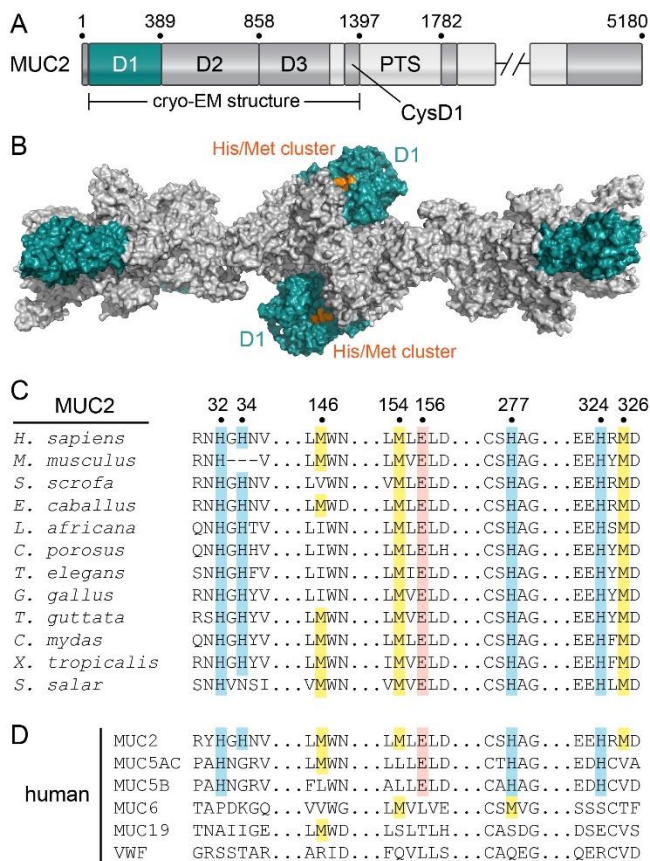 A
1 389 858 1397 1782 5180
MUC2 D1 D2 D3 PTS
cryo-EM structure
CysD1
B
His/Met cluster D1
D1
His/Met cluster
C
MUC2 32 34 146 154 156 277 324 326
H. sapiens RNHGHNV...LMWN...LMLELD...CSHAG...EEHRMD
M. musculus RNH---V...LMWN...LMVELD...CSHAG...EEHYMD
S. scrofa RNHGHNV...LVWN...VMLELD...CSHAG...EEHRMD
E. caballus RNHGHNV...LMWD...LMLELD...CSHAG...EEHRMD
L. africana QNHGHTV...LIWN...LMLELD...CSHAG...EEHSMD
C. porosus QNHGHHV...LIWN...LMLELH...CSHAG...EEHYMD
T. elegans SNHGHFV...LIWN...LMIELD...CSHAG...EEHYMD
G. gallus RNHGHYV...LIWN...LMVELD...CSHAG...EEHYMD
T. guttata RSHGHYV...LMWN...LMVELD...CSHAG...EEHYMD
C. mydas QNHGHYV...LMWN...LMLELD...CSHAG...EEHFMD
X. tropicalis RNHGHYV...LMWN...IMVELD...CSHAG...EEHFMD
S. salar SNHVNSI...VMWN...VMVELD...CSHAG...EEHLMD
D
human
MUC2 RYHGHNV...LMWN...LMLELD...CSHAG...EEHRMD
MUC5AC PAHNGRV...FMWN...LLLELD...CTHAG...EDHCVA
MUC5B PAHNGRV...FLWN...ALLELD...CSHAG...EDHCVD
MUC6 TAPDKGQ...VVWG...LMVLVE...CSMVG...SSSCTF
MUC19 TNAIIGE...LMWD...LSLTLH...CASDG...DSECVS
VWF GRSSTAR...ARID...FQVLLS...CAQEG...QERCVD